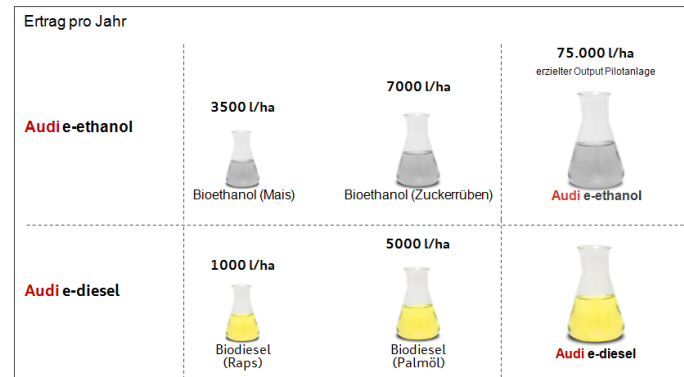 Ertrag pro Jahr
75.000 l/ha
erzielter Output Pilotanlage
7000 l/ha
3500 l/ha
Audi e-ethanol
Bioethanol (Mais)
Bioethanol (Zuckerrüben)
Audi e-ethanol
5000 l/ha
1000 l/ha
Audi e-diesel
Biodiesel
(Raps)
Biodiesel
(Palmöl)
Audi e-diesel